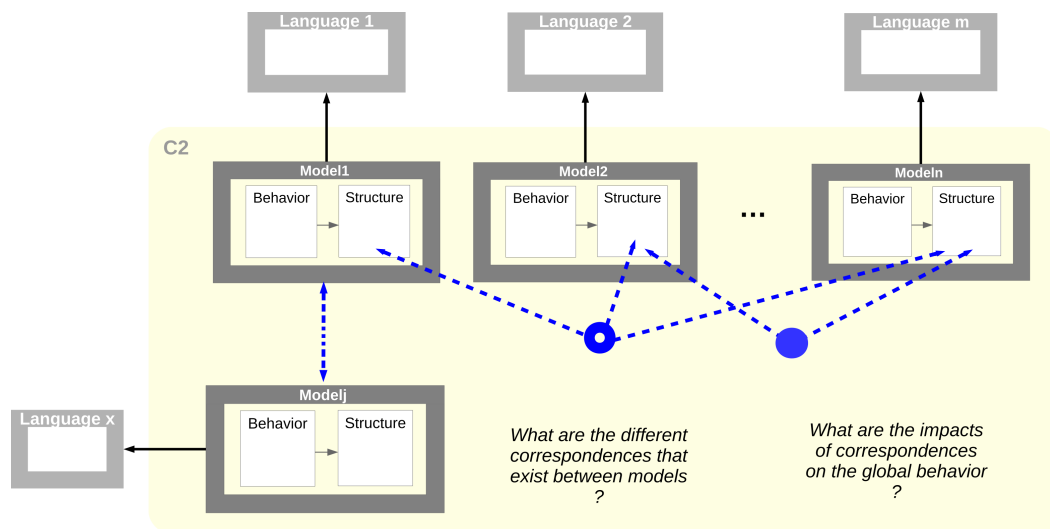 Language 1
Language 2
Language m
C2
Model1
Model2
Modeln
Behavior
Structure
Behavior
Structure
...
Behavior
Structure
Modelj
Behavior
Structure
Language x
What are the different
correspondences that
exist between models
?
What are the impacts
of correspondences
on the global behavior
?